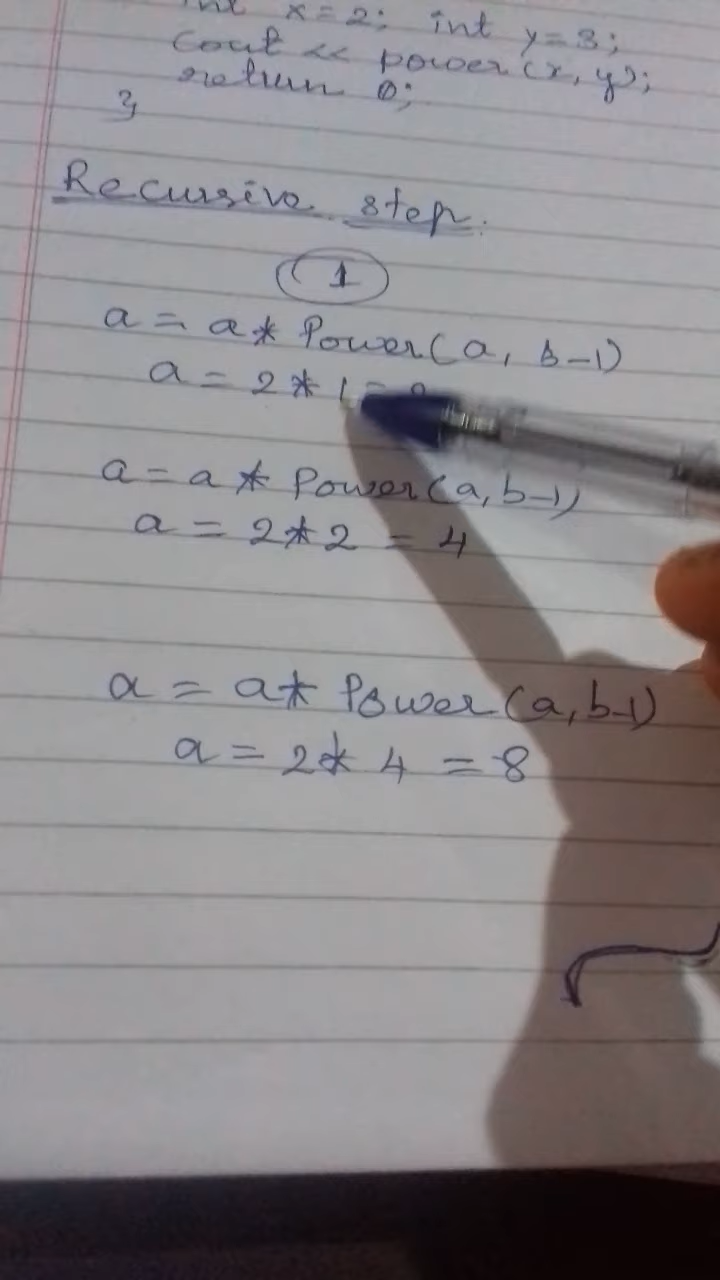 int x=2; int y=3;
Cout << power(x, y);
return 0;
}
Recursive step.
1
a = a* Power(a, b-1)
a = 2 * 1 =
a = a * Power(a, b-1)
a = 2*2 = 4
a = a* Power(a, b-1)
a = 2* 4 = 8